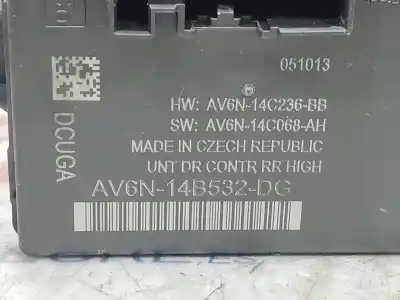 051013
HW: AV6N-14C236-BB
SW: AV6N-14C068-AH
MADE IN CZECH REPUBLIC
UNT DR CONTR RR HIGH
DCUGA
AV6N-14B532-DG